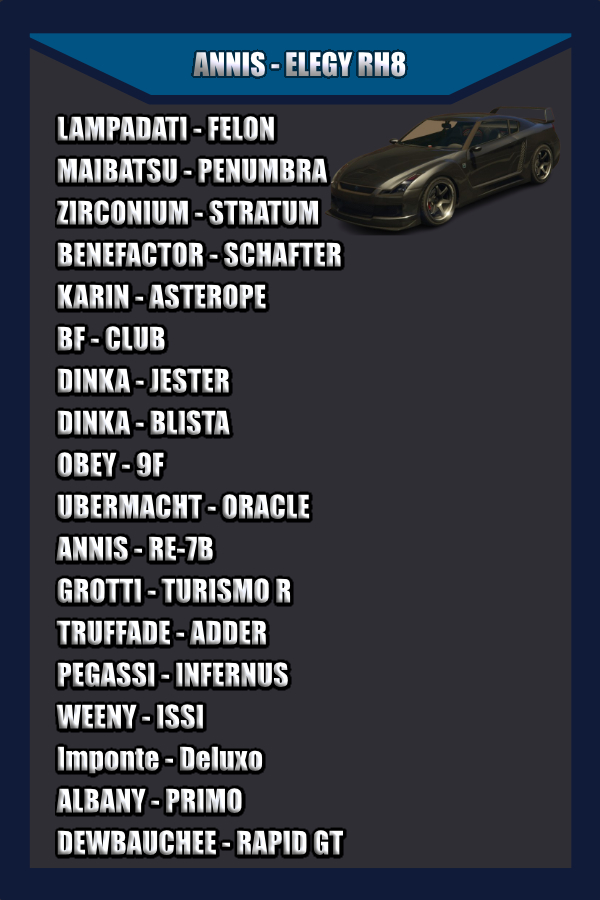 ANNIS - ELEGY RH8
LAMPADATI - FELON
MAIBATSU - PENUMBRA
ZIRCONIUM - STRATUM
BENEFACTOR - SCHAFTER
KARIN - ASTEROPE
BF - CLUB
DINKA - JESTER
DINKA - BLISTA
OBEY - 9F
UBERMACHT - ORACLE
ANNIS - RE-7B
GROTTI - TURISMO R
TRUFFADE - ADDER
PEGASSI - INFERNUS
WEENY - ISSI
Imponte - Deluxo
ALBANY - PRIMO
DEWBAUCHEE - RAPID GT